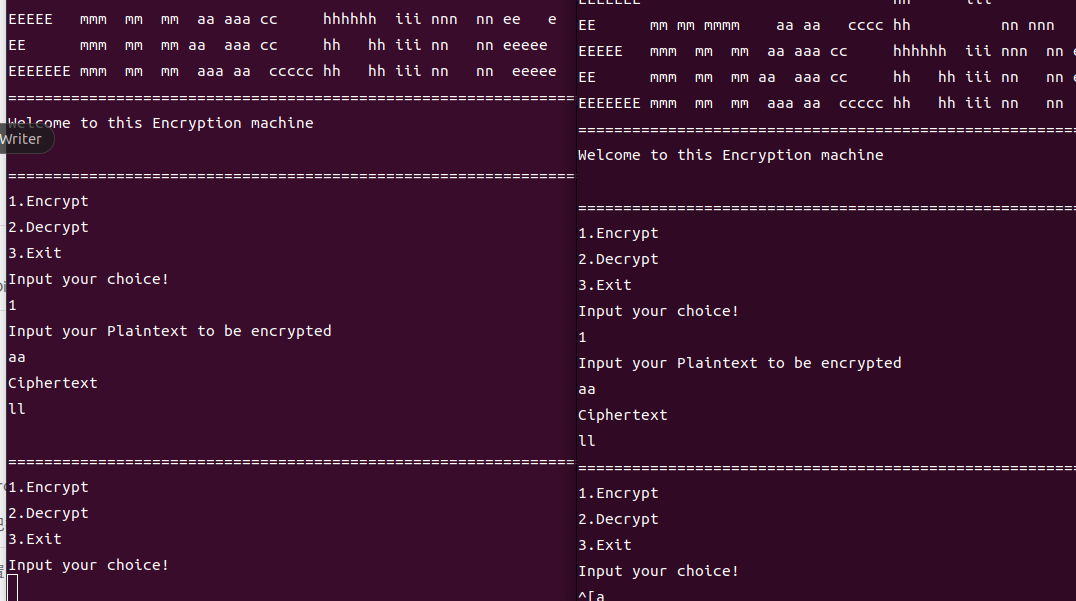 EEEEE   mmm  mm  mm  aa aaa cc     hhhhhh  iii nnn  nn ee   e
EE      mmm  mm  mm aa  aaa cc     hh   hh iii nn   nn eeeee
EEEEEEE mmm  mm  mm  aaa aa  ccccc hh   hh iii nn   nn  eeeee
===============================================================
Welcome to this Encryption machine
Writer
===============================================================
1.Encrypt
2.Decrypt
3.Exit
Input your choice!
1
Input your Plaintext to be encrypted
aa
Ciphertext
ll
===============================================================
1.Encrypt
2.Decrypt
3.Exit
Input your choice!
EE      mm mm mmmm    aa aa   cccc hh          nn nnn
EEEEE   mmm  mm  mm  aa aaa cc     hhhhhh  iii nnn  nn e
EE      mmm  mm  mm aa  aaa cc     hh   hh iii nn   nn e
EEEEEEE mmm  mm  mm  aaa aa  ccccc hh   hh iii nn   nn
=======================================================
Welcome to this Encryption machine
=======================================================
1.Encrypt
2.Decrypt
3.Exit
Input your choice!
1
Input your Plaintext to be encrypted
aa
Ciphertext
ll
=======================================================
1.Encrypt
2.Decrypt
3.Exit
Input your choice!
^[a